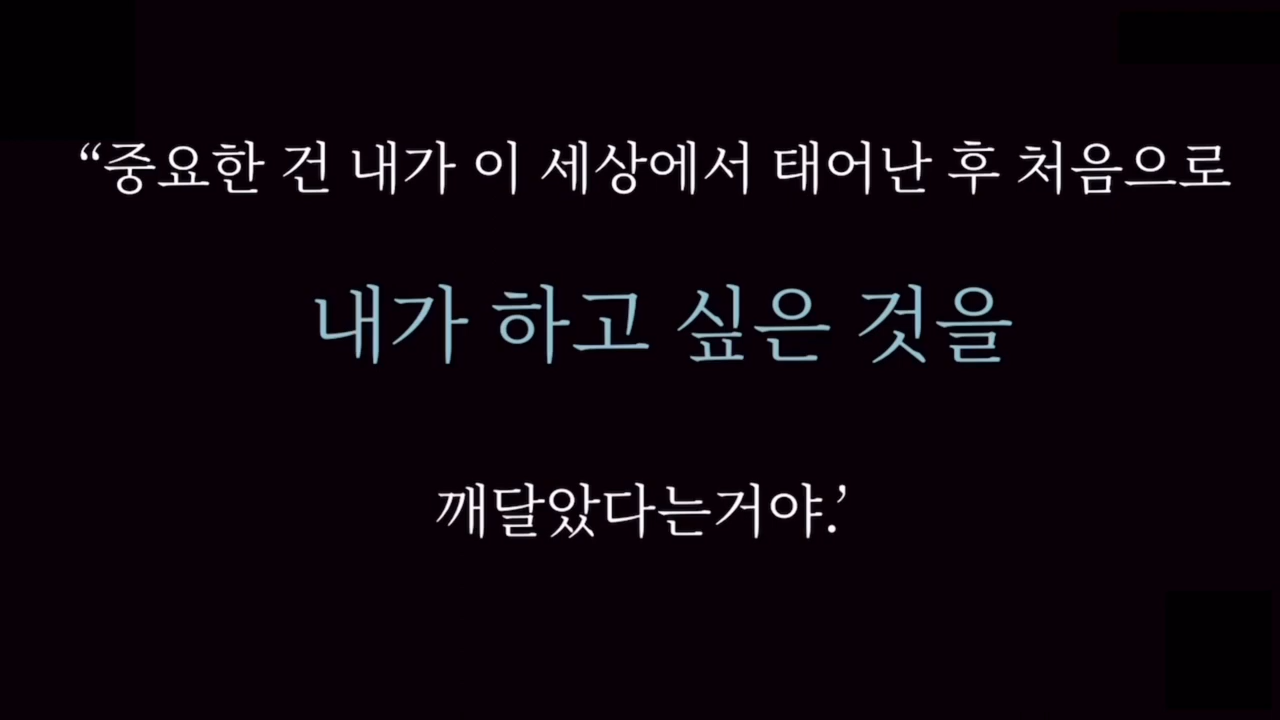 “중요한 건 내가 이 세상에서 태어난 후 처음으로
내가 하고 싶은 것을
깨달았다는거야.’